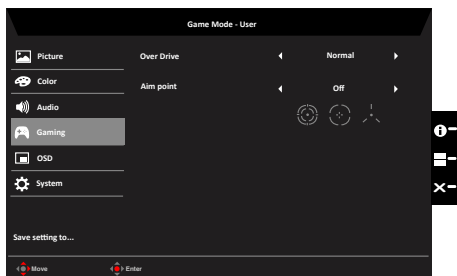 Game Mode - User
Picture
Over Drive Normal
Color
Aim point Off
Audio
Gaming
OSD
System
Save setting to...
Move Enter